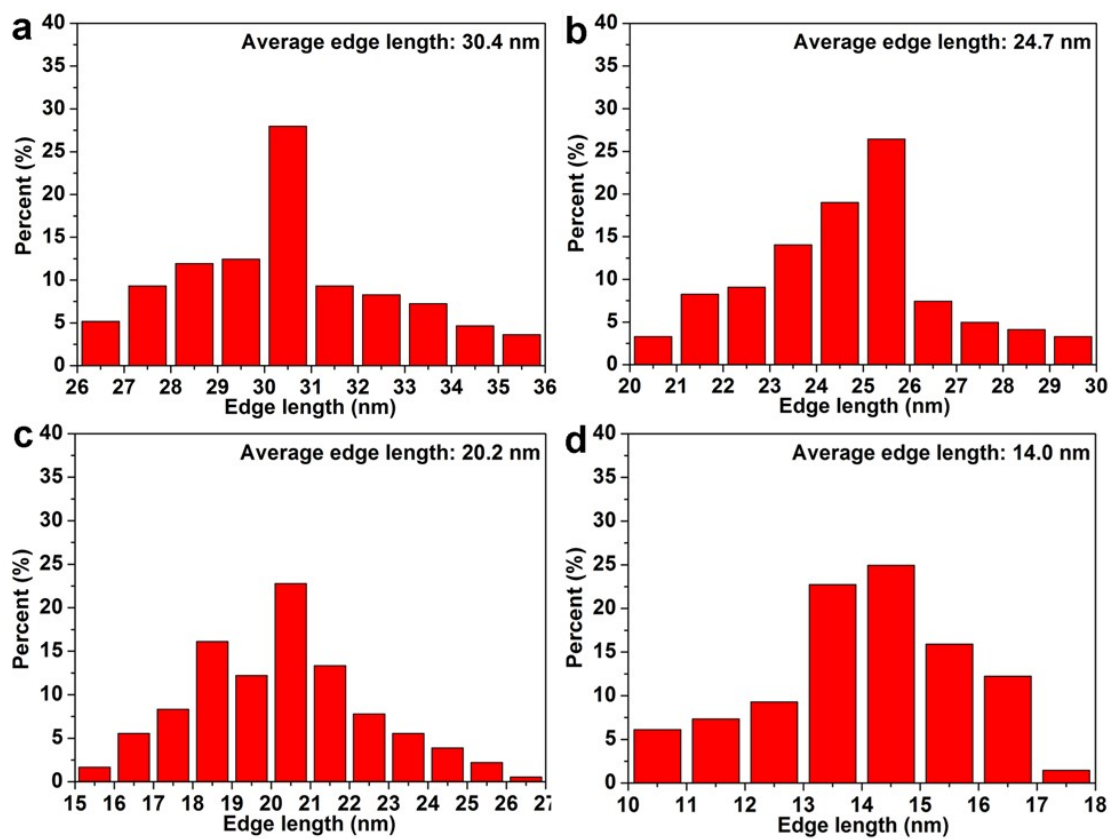 a
Average edge length: 30.4 nm
40
35
30
25
20
15
10
5
0
Percent (%)
26 27 28 29 30 31 32 33 34 35 36
Edge length (nm)
b
Average edge length: 24.7 nm
40
35
30
25
20
15
10
5
0
Percent (%)
20 21 22 23 24 25 26 27 28 29 30
Edge length (nm)
c
Average edge length: 20.2 nm
40
35
30
25
20
15
10
5
0
Percent (%)
15 16 17 18 19 20 21 22 23 24 25 26 27
Edge length (nm)
d
Average edge length: 14.0 nm
40
35
30
25
20
15
10
5
0
Percent (%)
10 11 12 13 14 15 16 17 18
Edge length (nm)